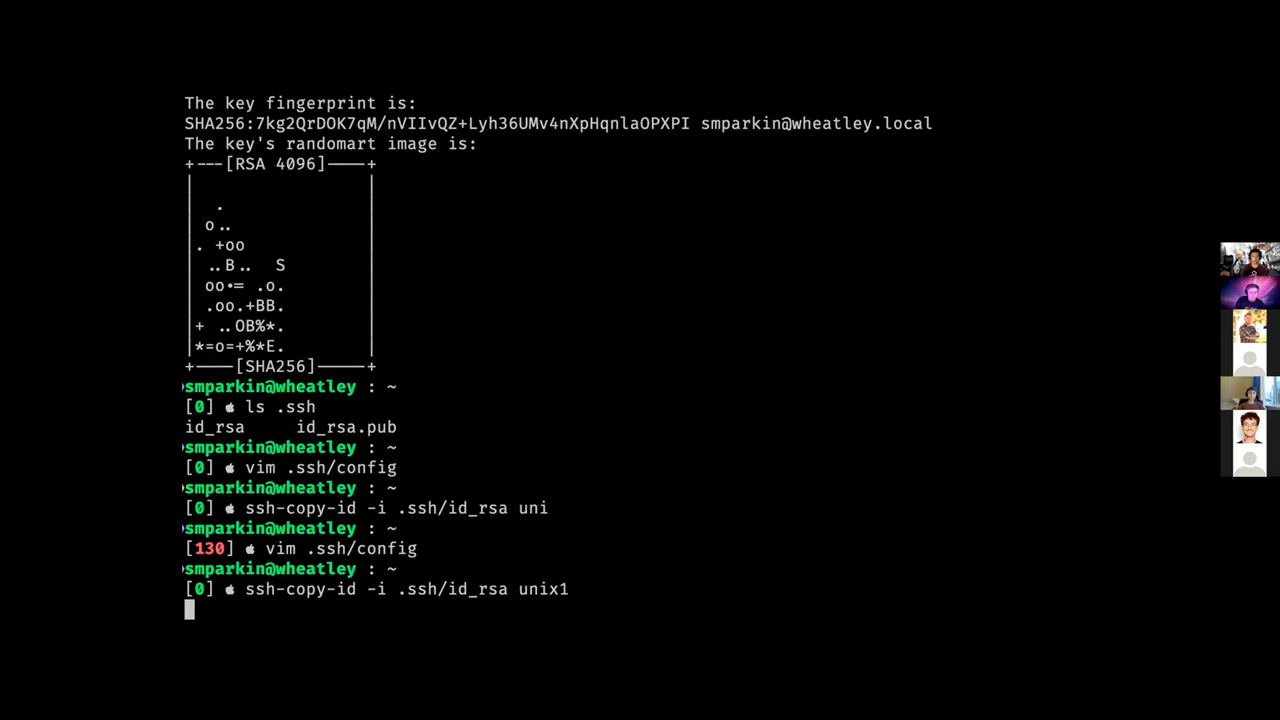 The key fingerprint is:
SHA256:7kg2QrDOK7qM/nVIIvQZ+Lyh36UMv4nXpHqnlaOPXPI smparkin@wheatley.local
The key's randomart image is:
+---[RSA 4096]----+
|                 |
|  .              |
| o..             |
|. +oo            |
| ..B..  S        |
| oo*= .o.        |
| .oo.+BB.        |
|+ ..OB%*.        |
|*=o=+%*E.        |
+----[SHA256]-----+
smparkin@wheatley : ~
[0]  ls .ssh
id_rsa     id_rsa.pub
smparkin@wheatley : ~
[0]  vim .ssh/config
smparkin@wheatley : ~
[0]  ssh-copy-id -i .ssh/id_rsa uni
smparkin@wheatley : ~
[130]  vim .ssh/config
smparkin@wheatley : ~
[0]  ssh-copy-id -i .ssh/id_rsa unix1